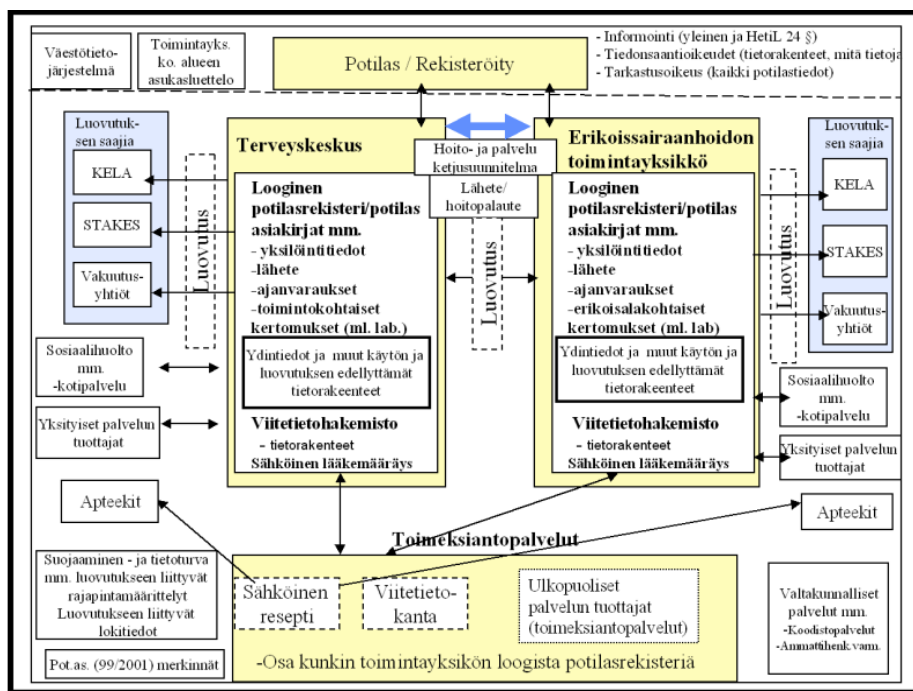 Väestötieto-
järjestelmä
Toimintayks.
ko. alueen
asukasluettelo
Potilas / Rekisteröity
- Informointi (yleinen ja HetiL 24 §)
- Tiedonsaantioikeudet (tietorakenteet, mitä tietoja
- Tarkastusoikeus (kaikki potilastiedot)
Luovutuk-
sen saajia
KELA
STAKES
Vakuutus-
yhtiöt
Luovutus
Terveyskeskus
Looginen
potilasrekisteri/potilas
asiakirjat mm.
- yksilöintitiedot
-lähete
- ajanvaraukset
-toimintokohtaiset
kertomukset (ml. lab.)
Ydintiedot ja muut käytön ja
luovutuksen edellyttämät
tietorakeenteet
Viitetietohakemisto
- tietorakenteet
Sähköinen lääkemääräys
Hoito- ja palvelu
ketjusuunnitelma
Lähete/
hoitopalaute
Luovutus
Erikoissairaanhoidon
toimintayksikkö
Looginen
potilasrekisteri/potilas
asiakirjat mm.
- yksilöintitiedot
-lähete
- ajanvaraukset
-erikoisalakohtaiset
kertomukset (ml. lab)
Ydintiedot ja muut käytön ja
luovutuksen edellyttämät
tietorakeenteet
Viitetietohakemisto
- tietorakenteet
Sähköinen lääkemääräys
Luovutus
Luovutuk-
sen saajia
KELA
STAKES
Vakuutus-
yhtiöt
Sosiaalihuolto
mm.
-kotipalvelu
Yksityiset palvelun
tuottajat
Sosiaalihuolto
mm.
-kotipalvelu
Yksityiset palvelun
tuottajat
Apteekit
Apteekit
Toimeksiantopalvelut
Suojaaminen - ja tietoturva
mm. luovutukseen liittyvät
rajapintamäärittelyt
Luovutukseen liittyvät
lokitiedot
Pot.as. (99/2001) merkinnät
Sähköinen
resepti
Viitetieto-
kanta
Ulkopuoliset
palvelun tuottajat
(toimeksiantopalvelut)
-Osa kunkin toimintayksikön loogista potilasrekisteriä
Valtakunnalliset
palvelut mm.
-Koodistopalvelut
-Ammattihenk.varm.